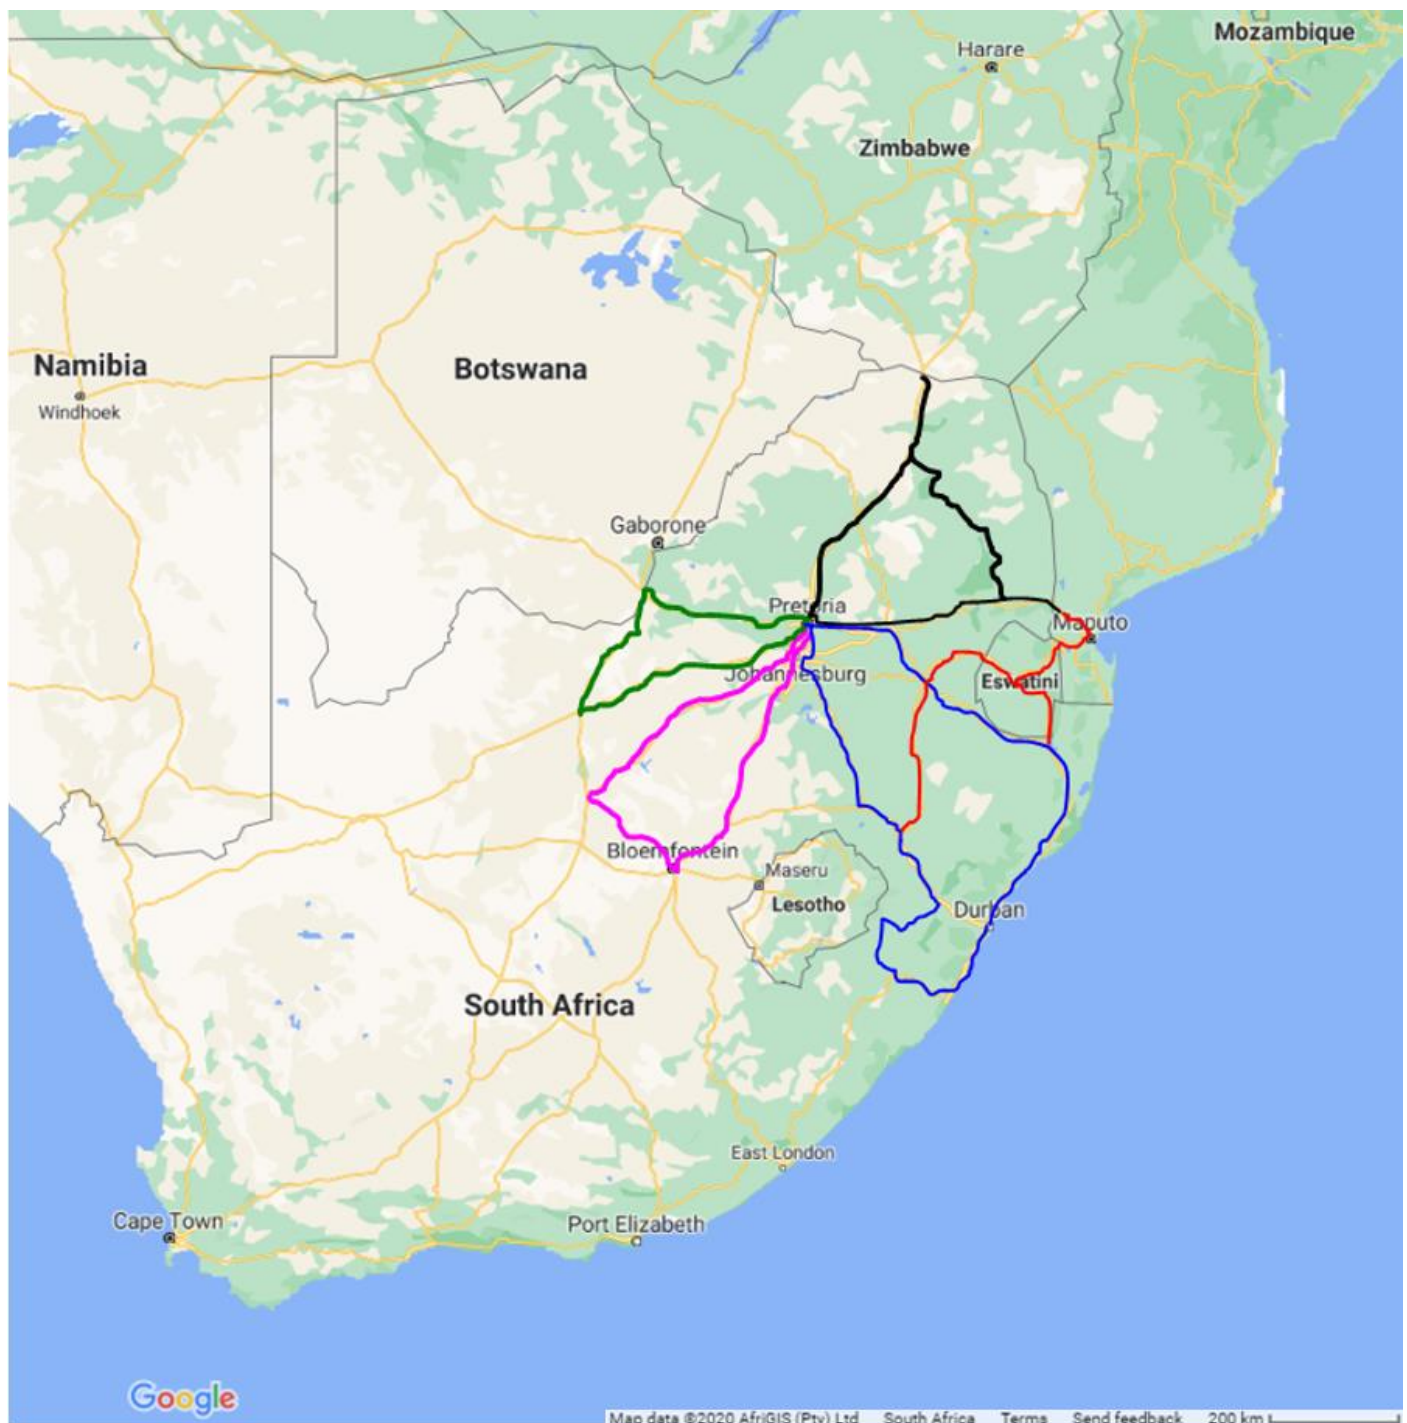 Mozambique
Harare
Zimbabwe
Namibia
Botswana
Windhoek
Gaborone
Pretoria
Maputo
Johannesburg
Eswatini
Bloemfontein
Maseru
Lesotho
Durban
South Africa
East London
Cape Town
Port Elizabeth
Google
Map data ©2020 AfriGIS (Pty) Ltd South Africa Terms Send feedback 200 km